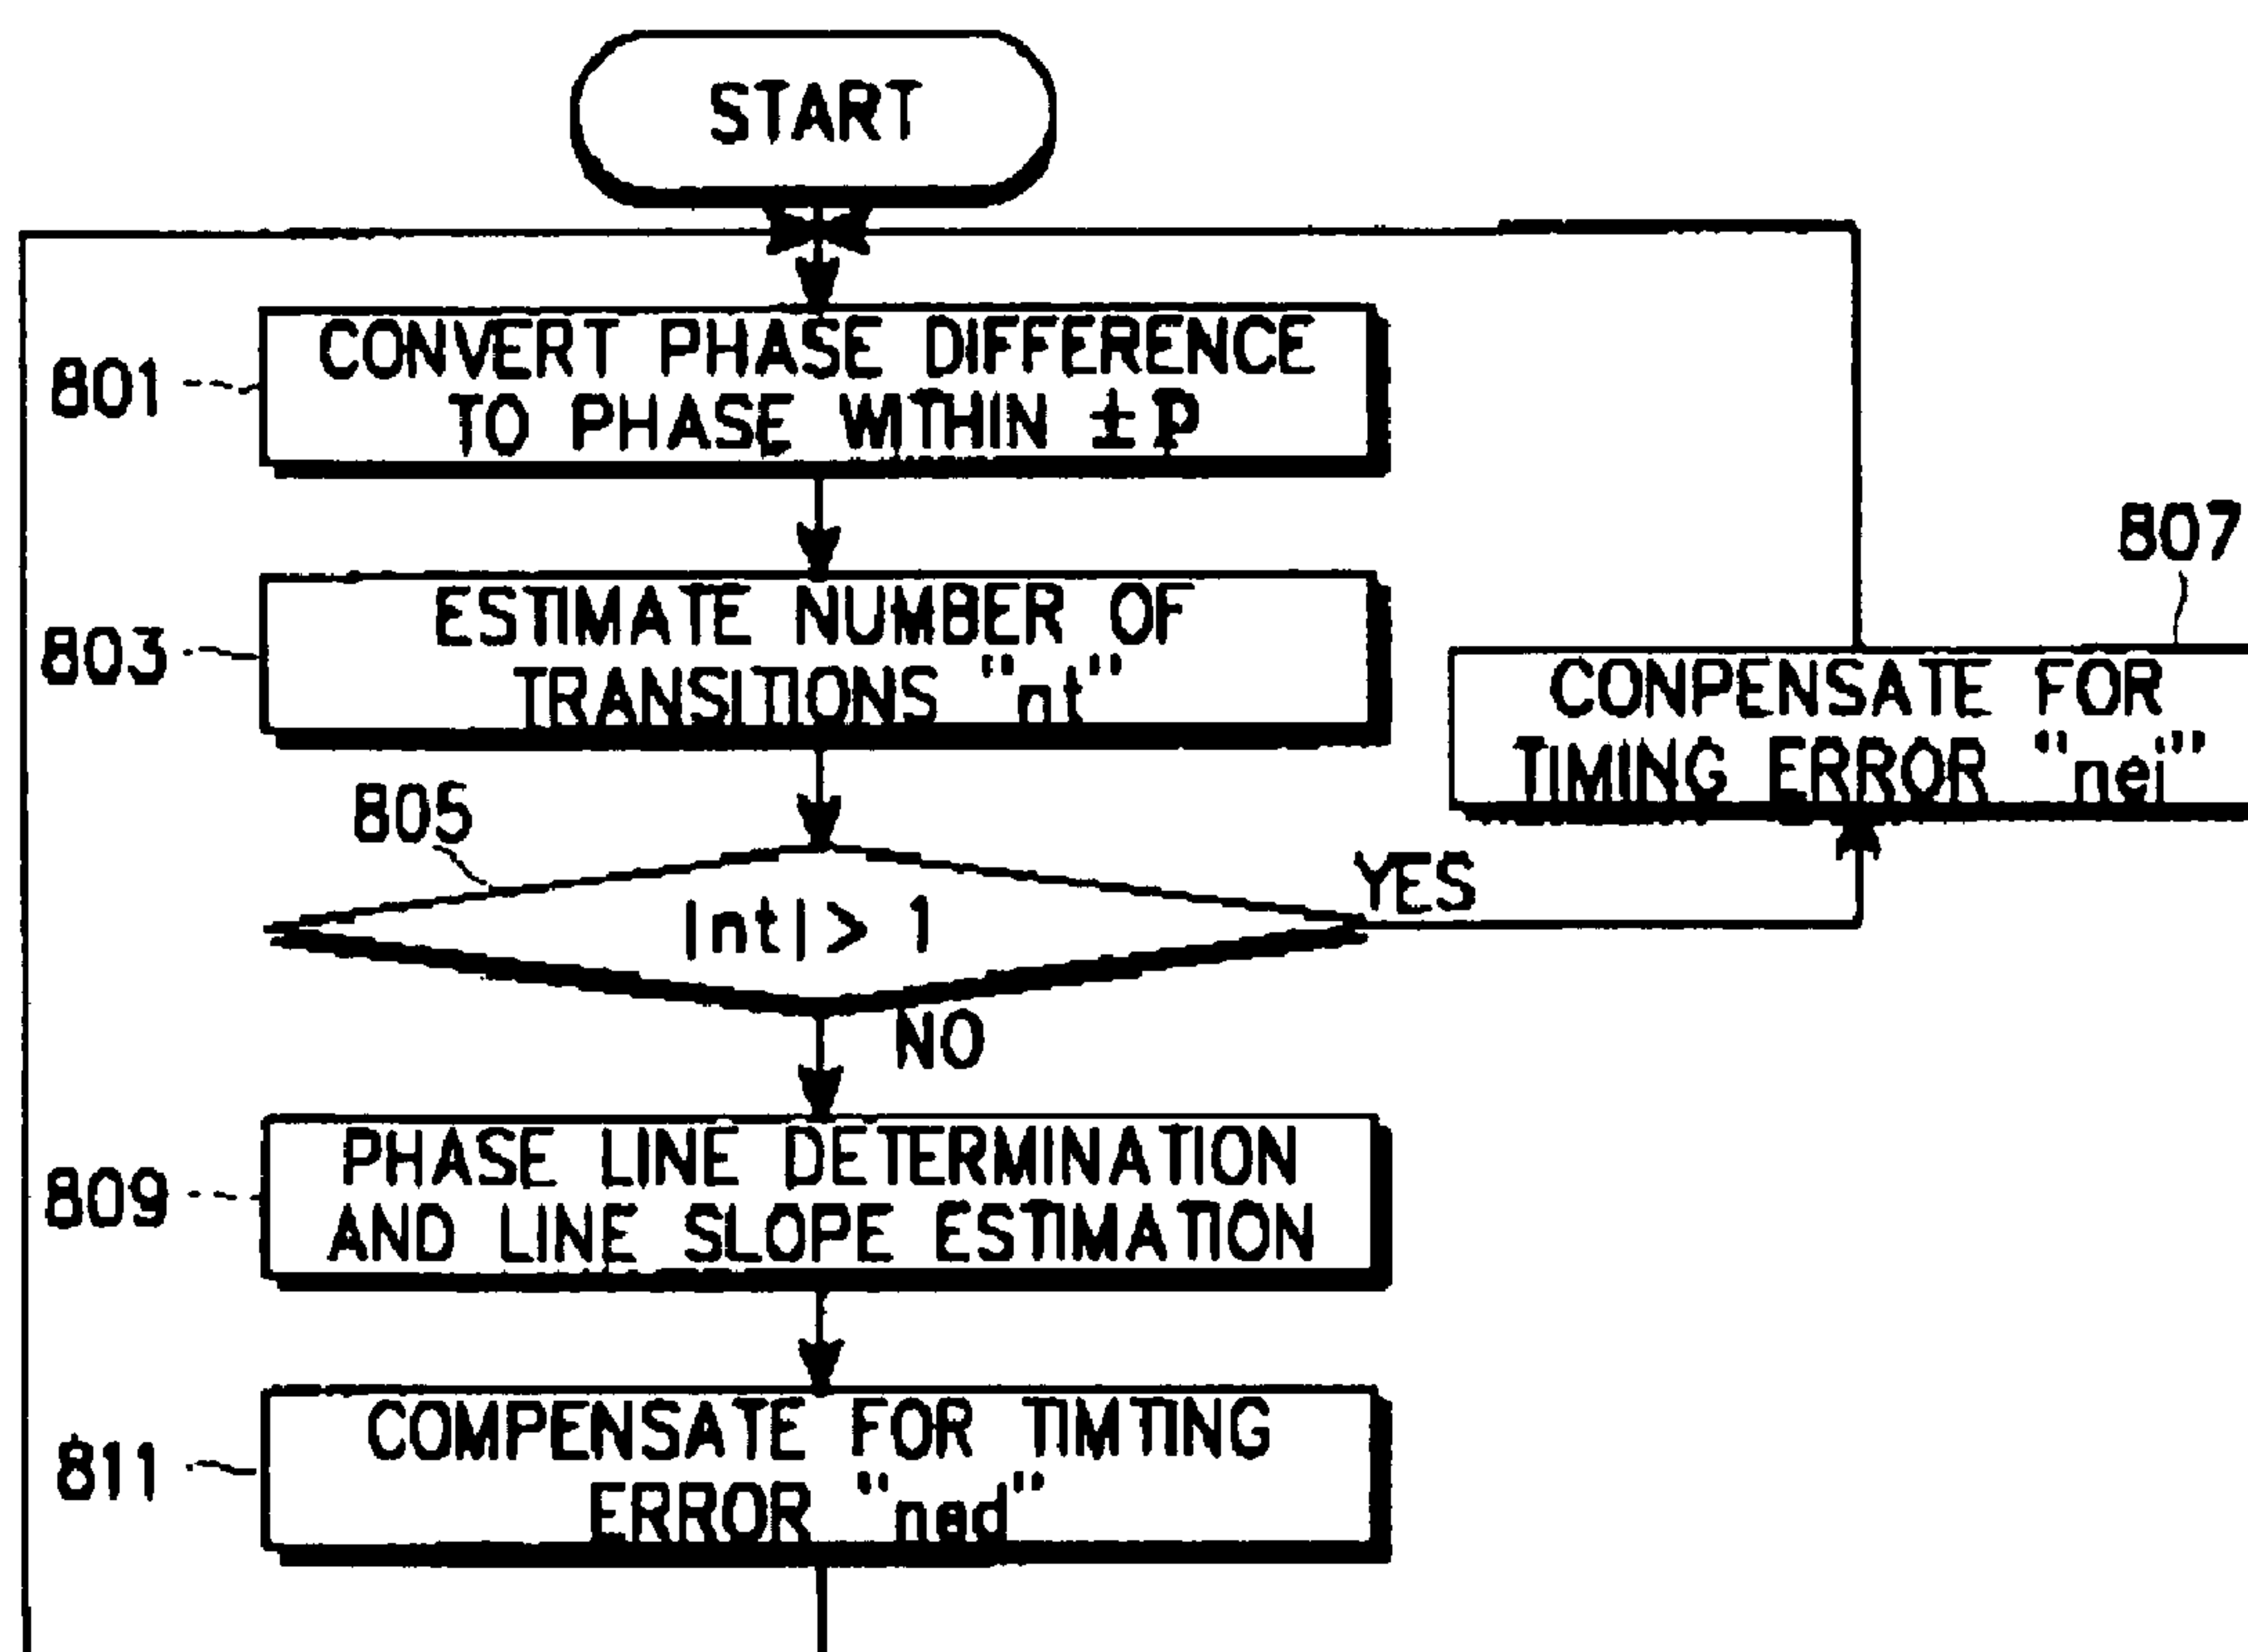 START
801
CONVERT PHASE DIFFERENCE
TO PHASE WITHIN ±P
803
ESTIMATE NUMBER OF
TRANSITIONS "nt"
807
CONPENSATE FOR
TIMING ERROR "nei"
805
|nt| > 1
YES
NO
809
PHASE LINE DETERMINATION
AND LINE SLOPE ESTIMATION
811
COMPENSATE FOR TIMTING
ERROR "ned"